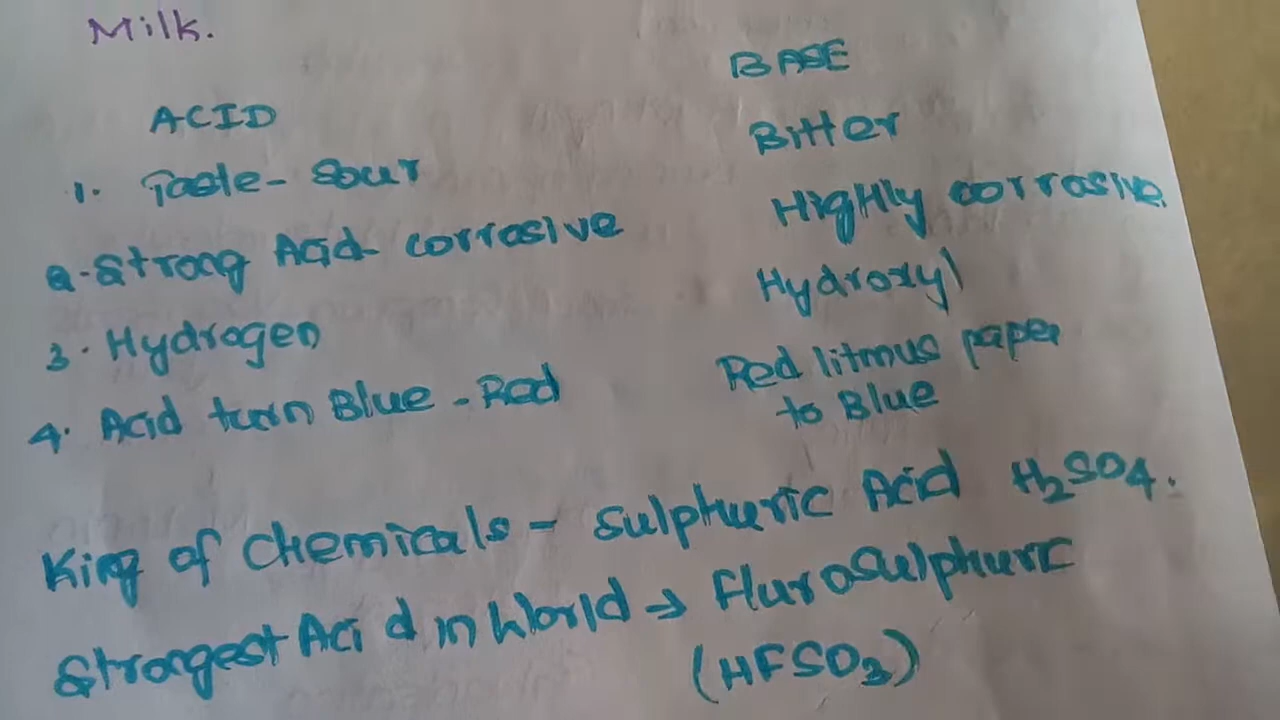 Milk.
ACID BASE
1. Taste - Sour Bitter
2. Strong Acid - corrosive Highly corrosive
3. Hydrogen Hydroxyl
4. Acid turn Blue - Red Red litmus paper
to Blue
King of Chemicals - Sulphuric Acid H₂SO₄.
Strongest Acid in World → Flurosulphuric
(HFSO₃)